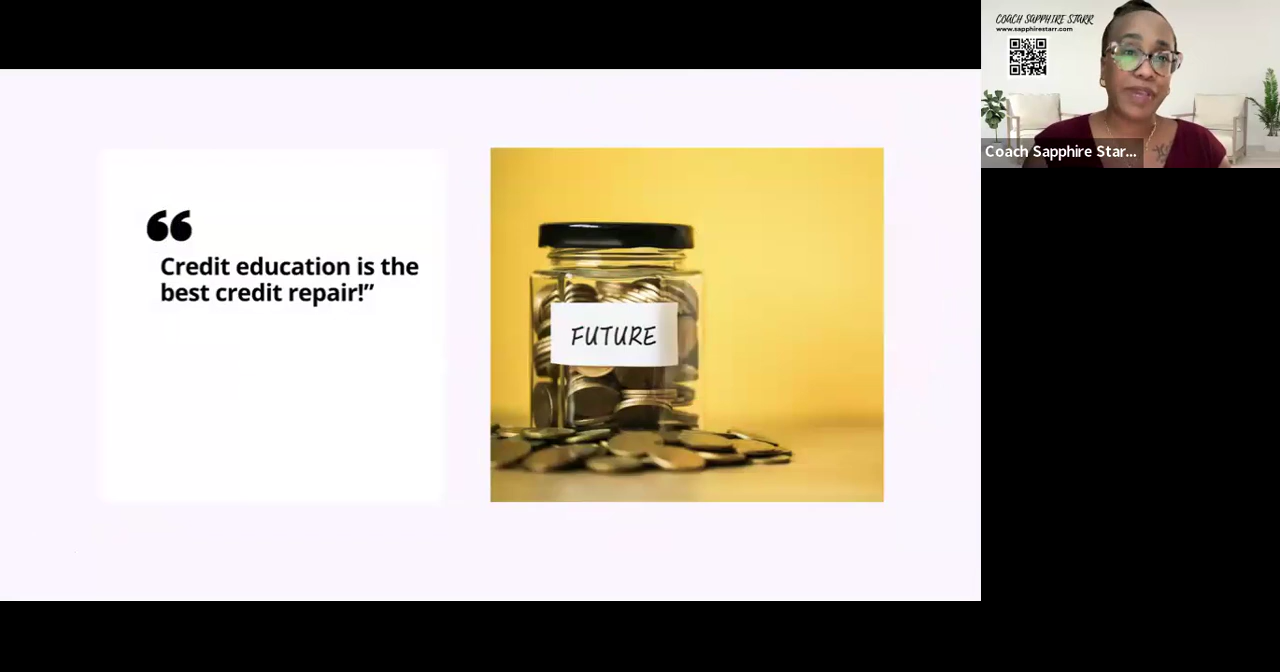 COACH SAPPHIRE STARR
www.sapphirestarr.com
Coach Sapphire Star...
“
Credit education is the
best credit repair!”
FUTURE